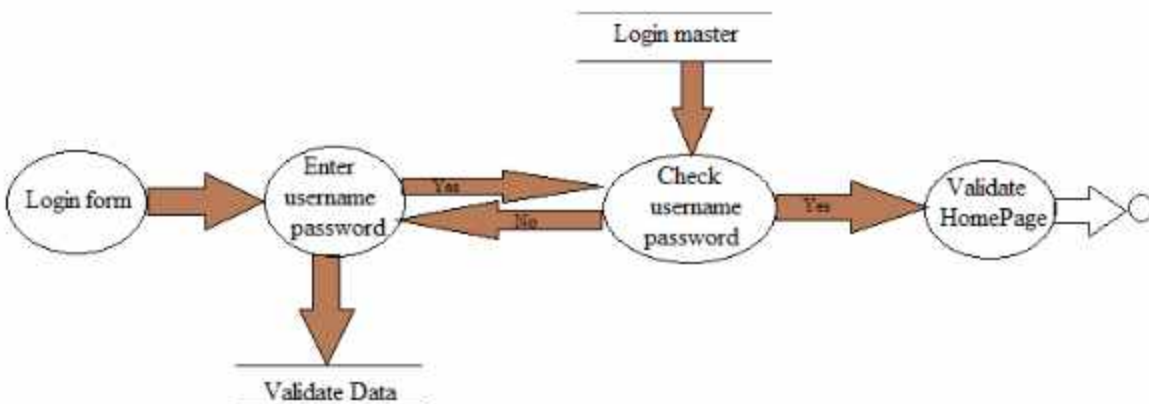 Login master
Login form
Enter
username
password
Yes
No
Check
username
password
Yes
Validate
HomePage
Validate Data